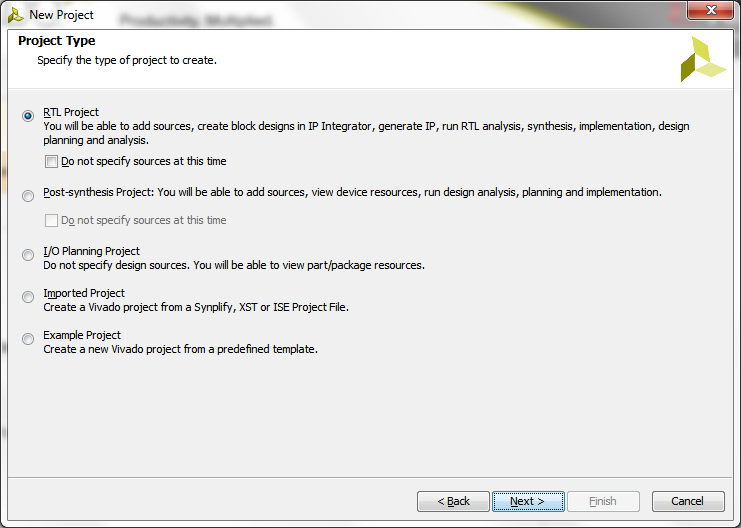 New Project
Productivity. Multiplied.
Project Type
Specify the type of project to create.
RTL Project
You will be able to add sources, create block designs in IP Integrator, generate IP, run RTL analysis, synthesis, implementation, design
planning and analysis.
Do not specify sources at this time
Post-synthesis Project: You will be able to add sources, view device resources, run design analysis, planning and implementation.
Do not specify sources at this time
I/O Planning Project
Do not specify design sources. You will be able to view part/package resources.
Imported Project
Create a Vivado project from a Synplify, XST or ISE Project File.
Example Project
Create a new Vivado project from a predefined template.
< Back
Next >
Finish
Cancel